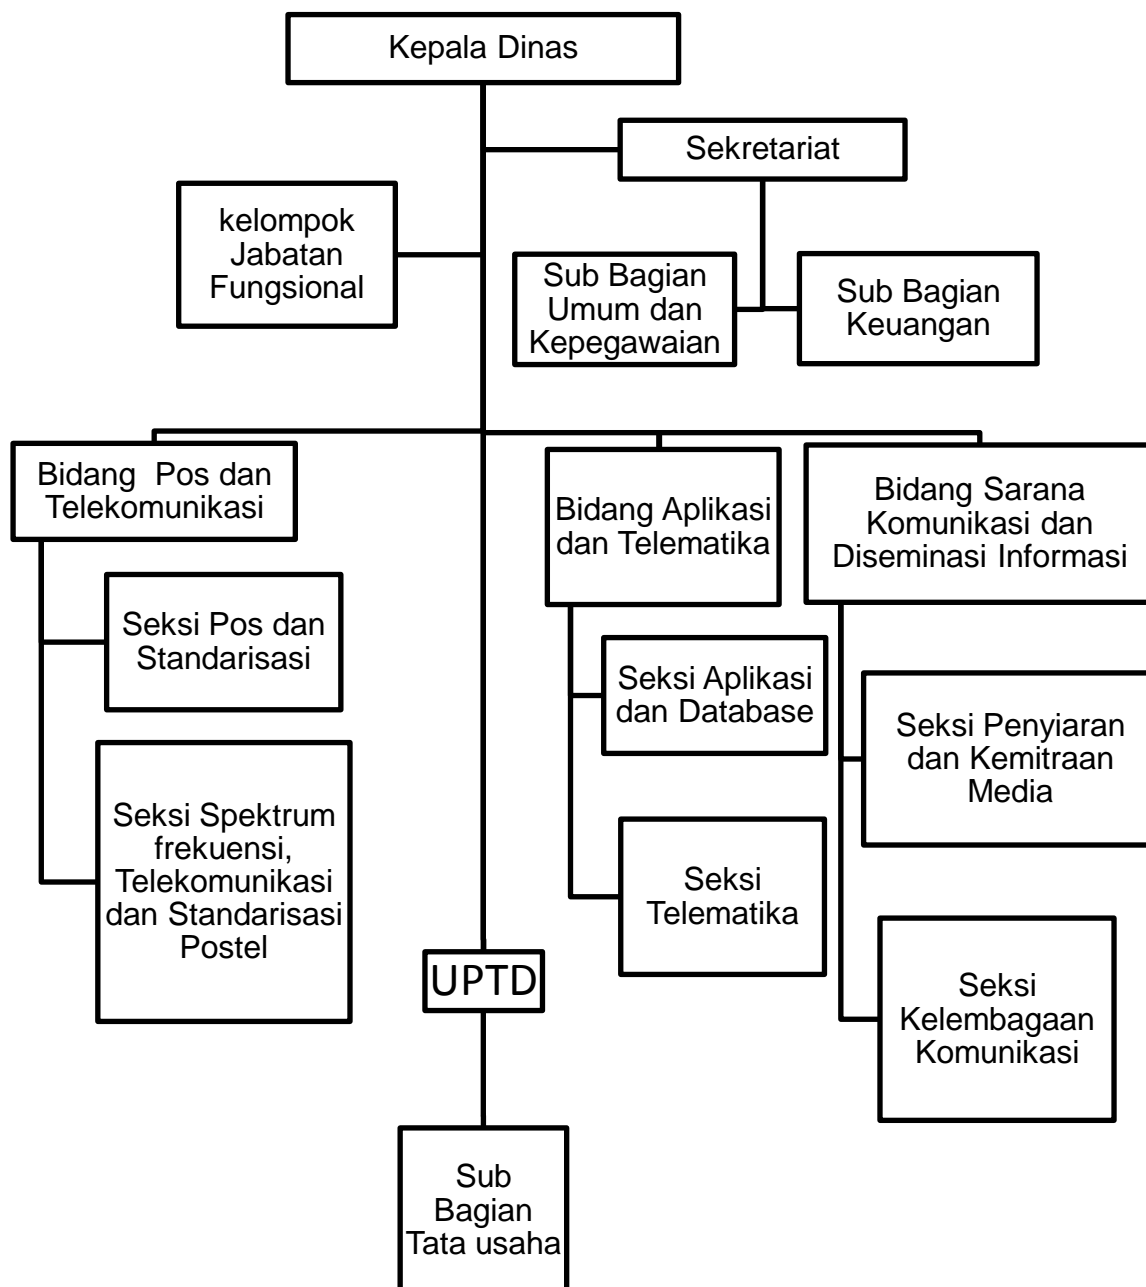 Kepala Dinas
Sekretariat
kelompok
Jabatan
Fungsional
Sub Bagian
Umum dan
Kepegawaian
Sub Bagian
Keuangan
Bidang Pos dan
Telekomunikasi
Bidang Aplikasi
dan Telematika
Bidang Sarana
Komunikasi dan
Diseminasi Informasi
Seksi Pos dan
Standarisasi
Seksi Aplikasi
dan Database
Seksi Penyiaran
dan Kemitraan
Media
Seksi Spektrum
frekuensi,
Telekomunikasi
dan Standarisasi
Postel
Seksi
Telematika
UPTD
Seksi
Kelembagaan
Komunikasi
Sub
Bagian
Tata usaha